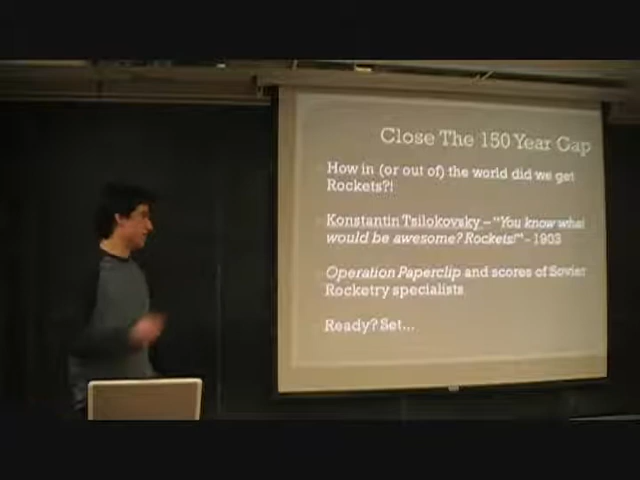 Close The 150 Year Gap
How in (or out of) the world did we get
Rockets?!
Konstantin Tsilokovsky – "You know what
would be awesome? Rockets!" - 1903
Operation Paperclip and scores of Soviet
Rocketry specialists
Ready? Set...